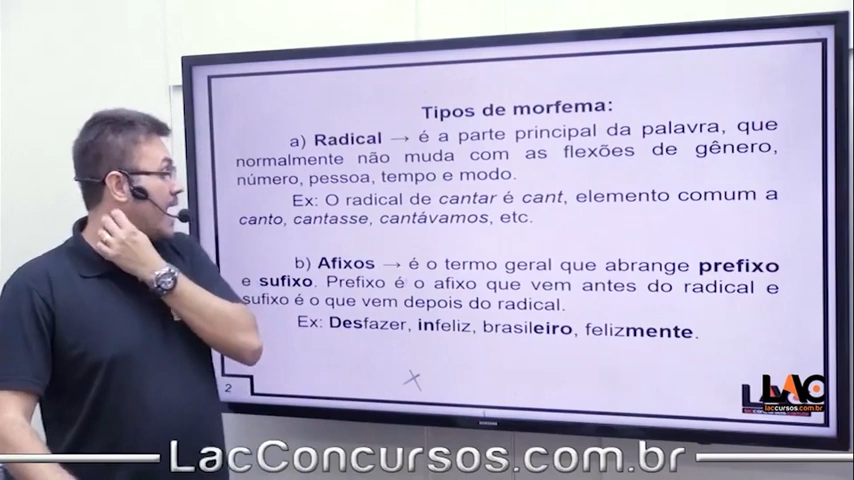 Tipos de morfema:
a) Radical → é a parte principal da palavra, que
normalmente não muda com as flexões de gênero,
número, pessoa, tempo e modo.
Ex: O radical de cantar é cant, elemento comum a
canto, cantasse, cantávamos, etc.
b) Afixos → é o termo geral que abrange prefixo
e sufixo. Prefixo é o afixo que vem antes do radical e
sufixo é o que vem depois do radical.
Ex: Desfazer, infeliz, brasileiro, felizmente.
2
LAC
laccursos.com.br
SAMSUNG
LacConcursos.com.br